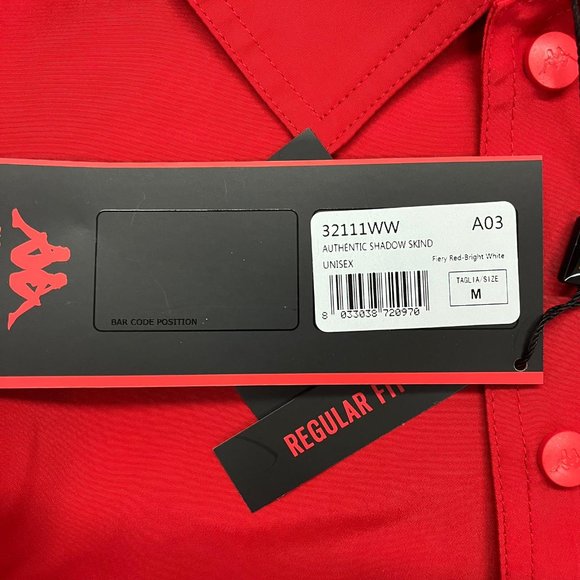 32111WW A03
AUTHENTIC SHADOW SKIND
UNISEX Fiery Red-Bright White
TAGLIA/SIZE
M
8 033038 720970
BAR CODE POSITION
REGULAR FIT